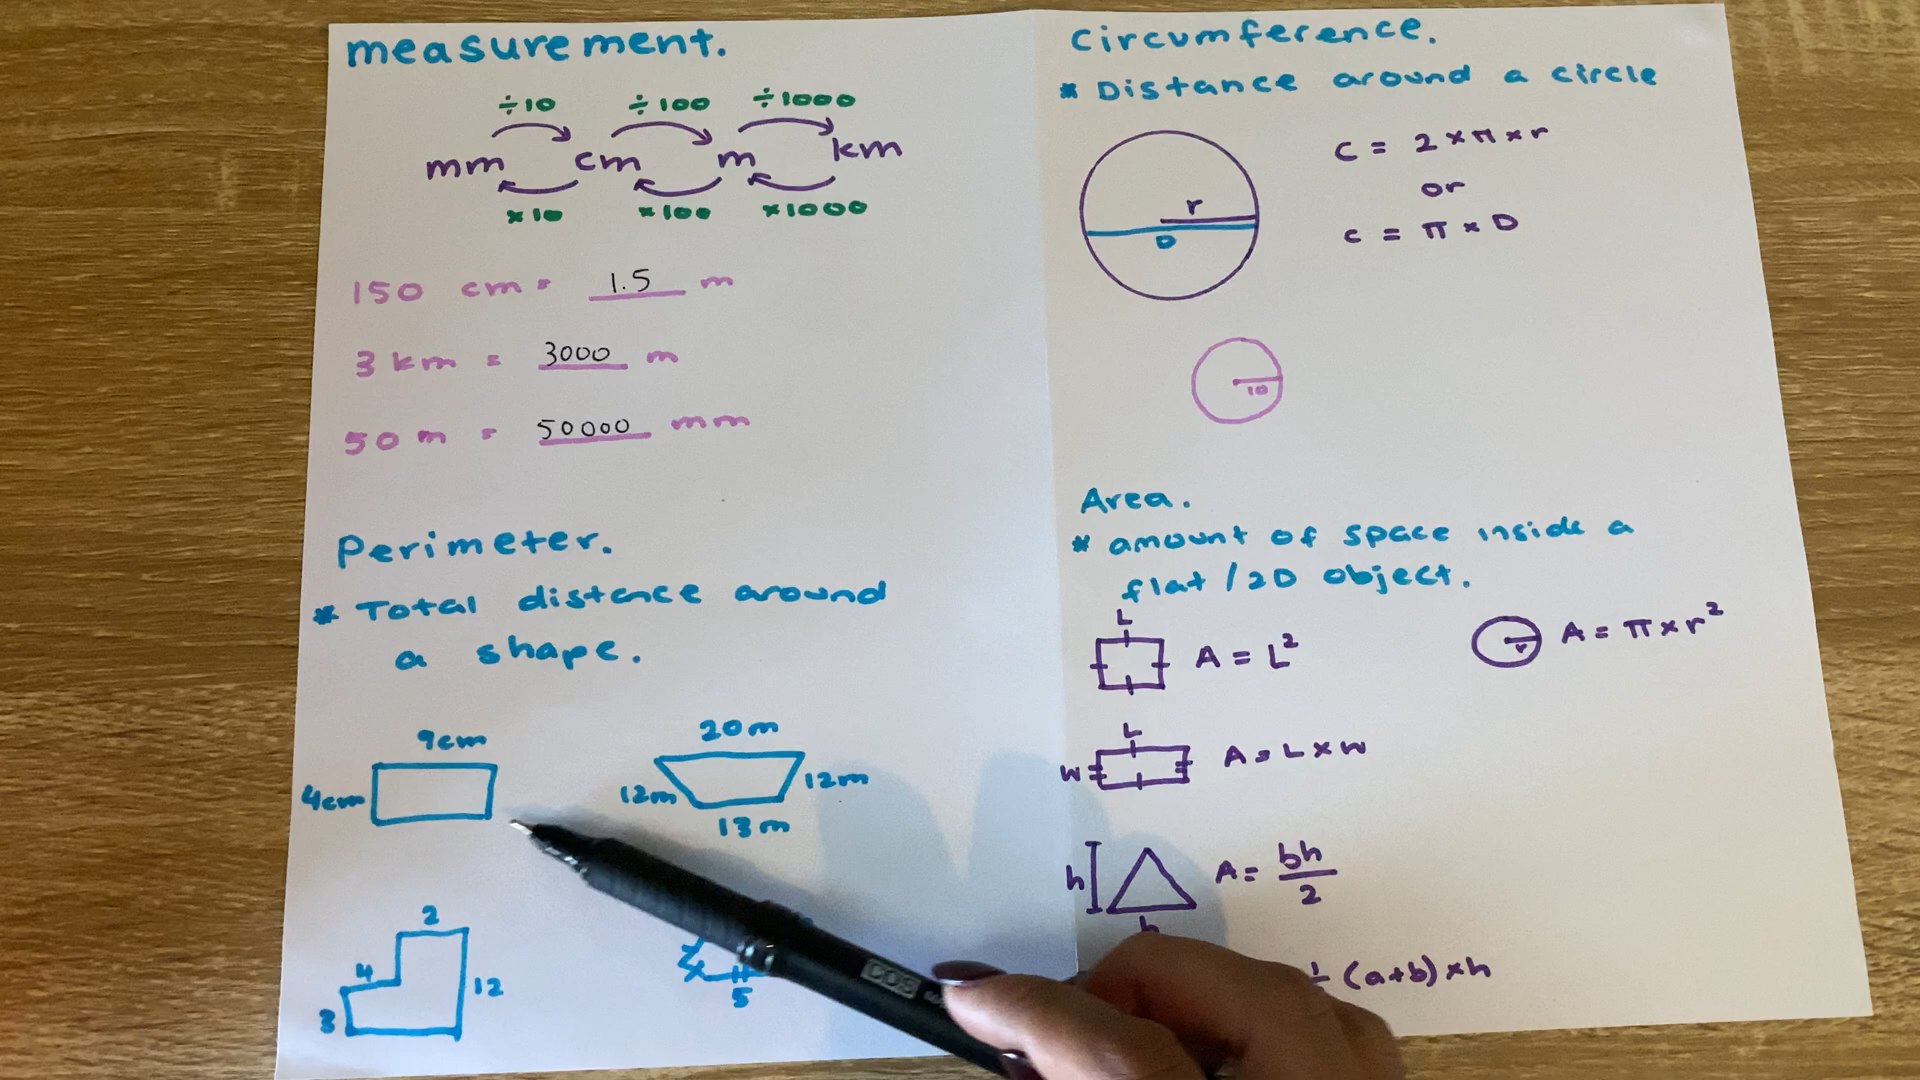 measurement.
÷10 ÷100 ÷1000
mm cm m km
×10 ×100 ×1000
150 cm = 1.5 m
3 km = 3000 m
50 m = 50000 mm
Perimeter.
* Total distance around
a shape.
9cm
4cm
20m
12m 12m
13m
2
4
12
3
5
Circumference.
* Distance around a circle
r
D
C = 2 × π × r
or
C = π × D
10
Area.
* amount of space inside a
flat / 2D object.
L
A = L²
r
A = π × r²
L
W
A = L × W
h
A = bh
2
(a+b) × h
COS